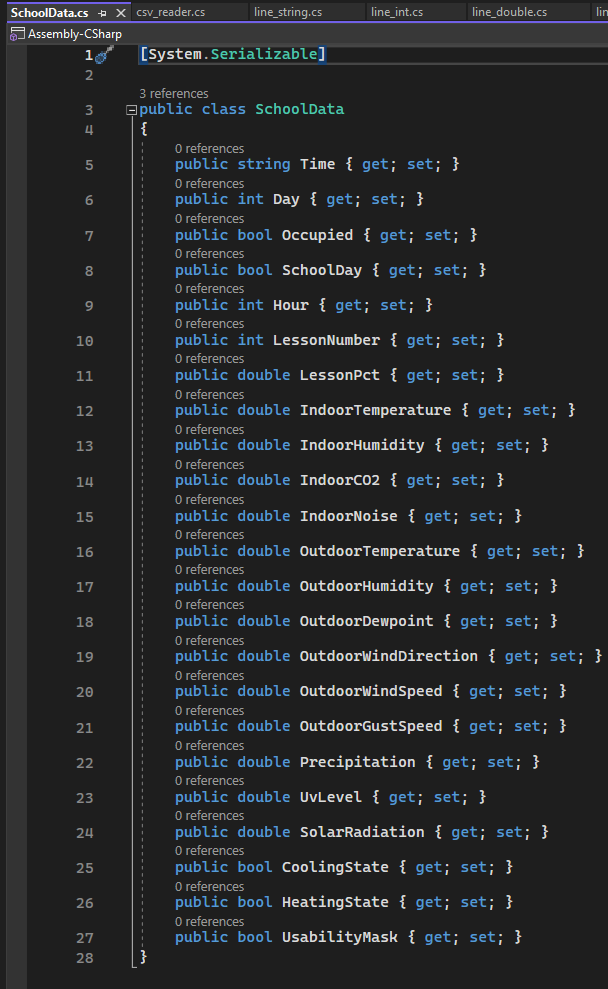 SchoolData.cs csv_reader.cs line_string.cs line_int.cs line_double.cs lin
Assembly-CSharp
1 [System.Serializable]
2
3 references
3 public class SchoolData
4 {
0 references
5 public string Time { get; set; }
0 references
6 public int Day { get; set; }
0 references
7 public bool Occupied { get; set; }
0 references
8 public bool SchoolDay { get; set; }
0 references
9 public int Hour { get; set; }
0 references
10 public int LessonNumber { get; set; }
0 references
11 public double LessonPct { get; set; }
0 references
12 public double IndoorTemperature { get; set; }
0 references
13 public double IndoorHumidity { get; set; }
0 references
14 public double IndoorCO2 { get; set; }
0 references
15 public double IndoorNoise { get; set; }
0 references
16 public double OutdoorTemperature { get; set; }
0 references
17 public double OutdoorHumidity { get; set; }
0 references
18 public double OutdoorDewpoint { get; set; }
0 references
19 public double OutdoorWindDirection { get; set; }
0 references
20 public double OutdoorWindSpeed { get; set; }
0 references
21 public double OutdoorGustSpeed { get; set; }
0 references
22 public double Precipitation { get; set; }
0 references
23 public double UvLevel { get; set; }
0 references
24 public double SolarRadiation { get; set; }
0 references
25 public bool CoolingState { get; set; }
0 references
26 public bool HeatingState { get; set; }
0 references
27 public bool UsabilityMask { get; set; }
28 }